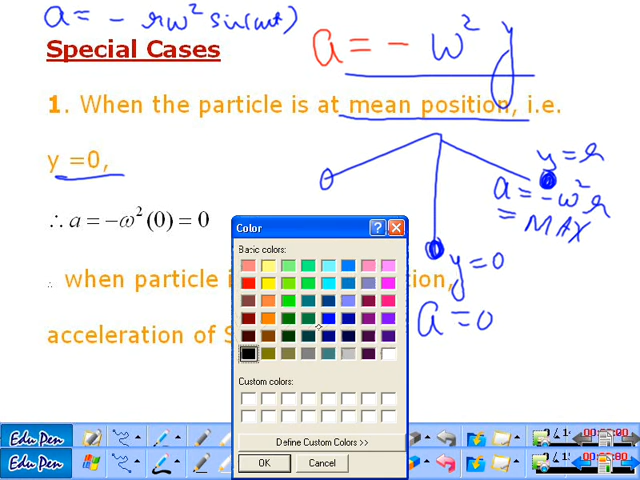 a = - rω² sin(ωt)
Special Cases
a = - ω² y
1. When the particle is at mean position, i.e.
y =0,
y = r
a = -ω² r
= MAX
∴ a = -ω² (0) = 0
Color
Basic colors:
y = 0
∴ when particle i tion,
a = 0
acceleration of S
Custom colors:
Define Custom Colors >>
OK Cancel
Edu Pen
Edu Pen